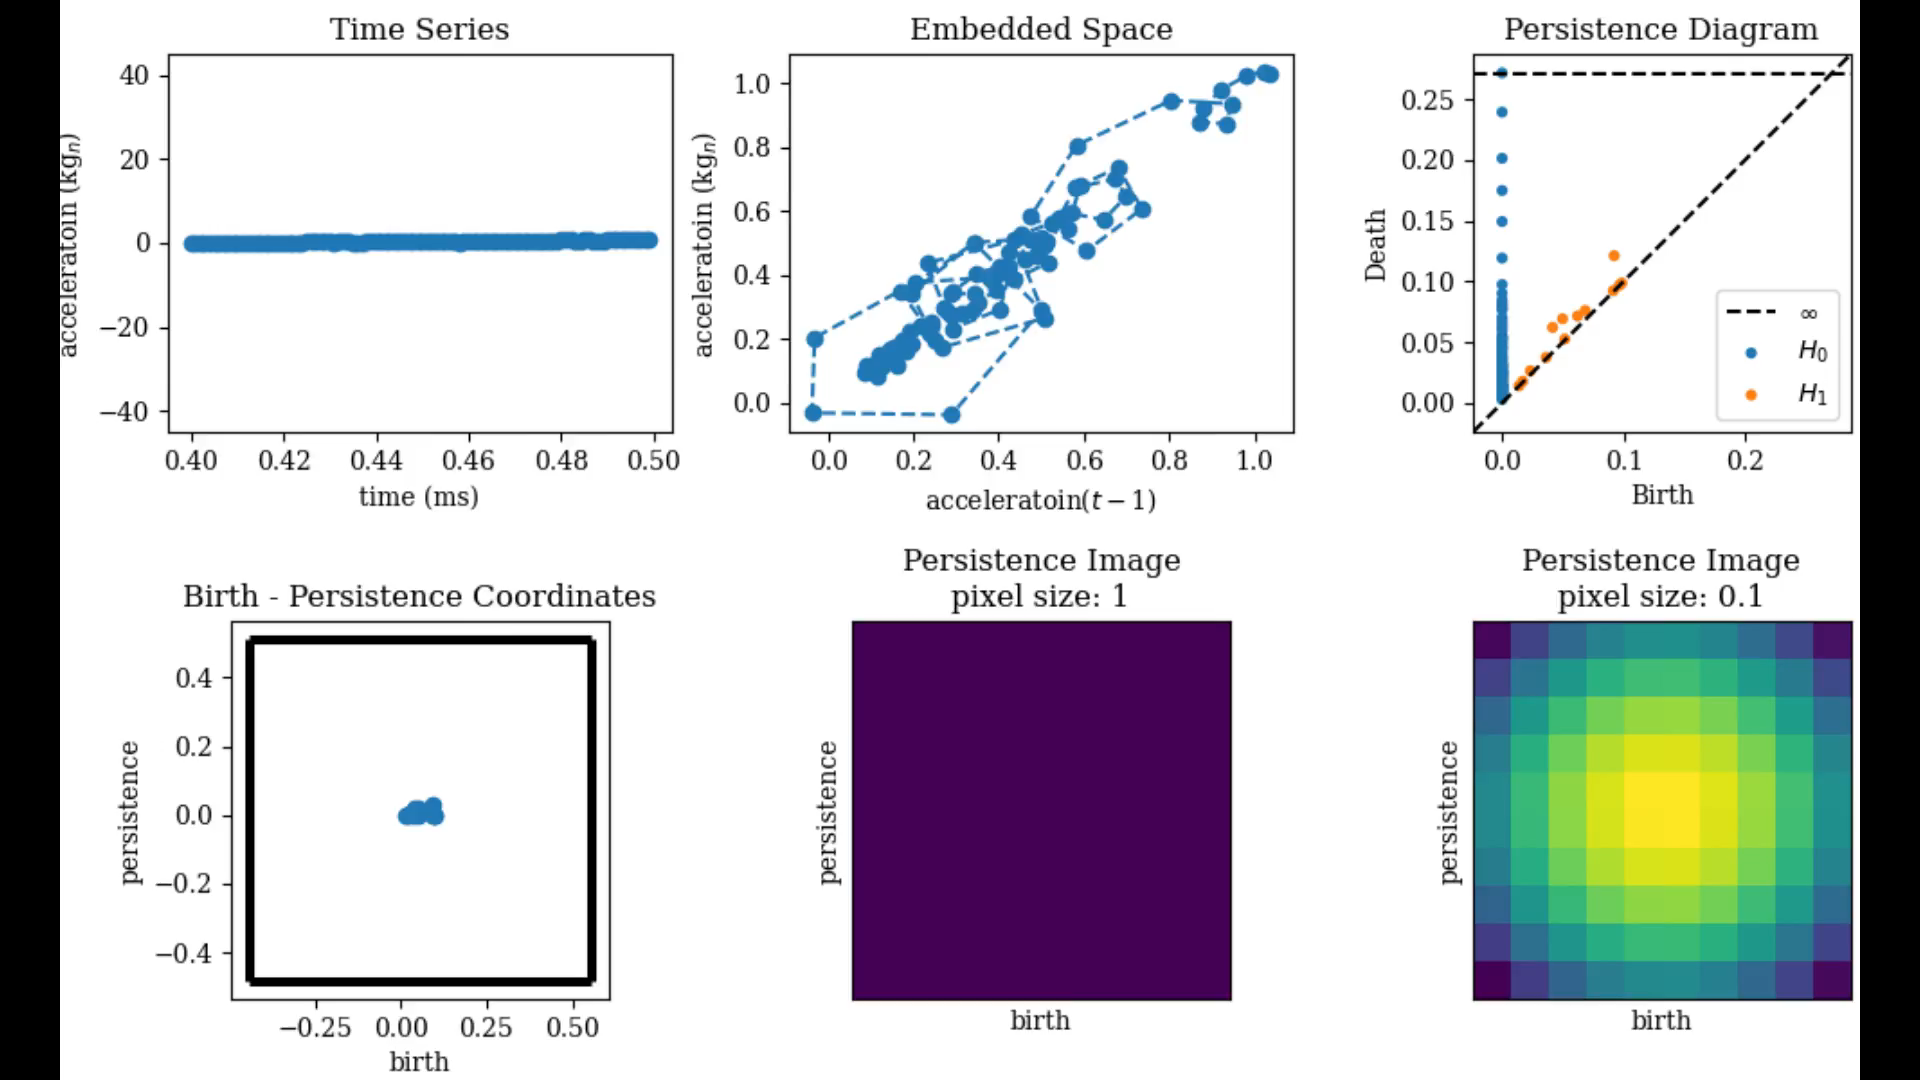 Time Series
Embedded Space
Persistence Diagram
40
20
0
−20
−40
acceleratoin (kgₙ)
0.40 0.42 0.44 0.46 0.48 0.50
time (ms)
1.0
0.8
0.6
0.4
0.2
0.0
acceleratoin (kgₙ)
0.0 0.2 0.4 0.6 0.8 1.0
acceleratoin(t − 1)
0.25
0.20
0.15
0.10
0.05
0.00
Death
0.0 0.1 0.2
Birth
∞
H₀
H₁
Birth - Persistence Coordinates
0.4
0.2
0.0
−0.2
−0.4
persistence
−0.25 0.00 0.25 0.50
birth
Persistence Image
pixel size: 1
persistence
birth
Persistence Image
pixel size: 0.1
persistence
birth